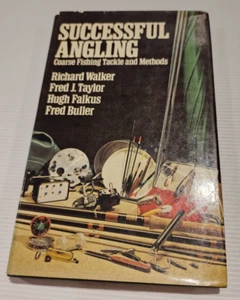 SUCCESSFUL
ANGLING
Coarse Fishing Tackle and Methods
Richard Walker
Fred J. Taylor
Hugh Falkus
Fred Buller